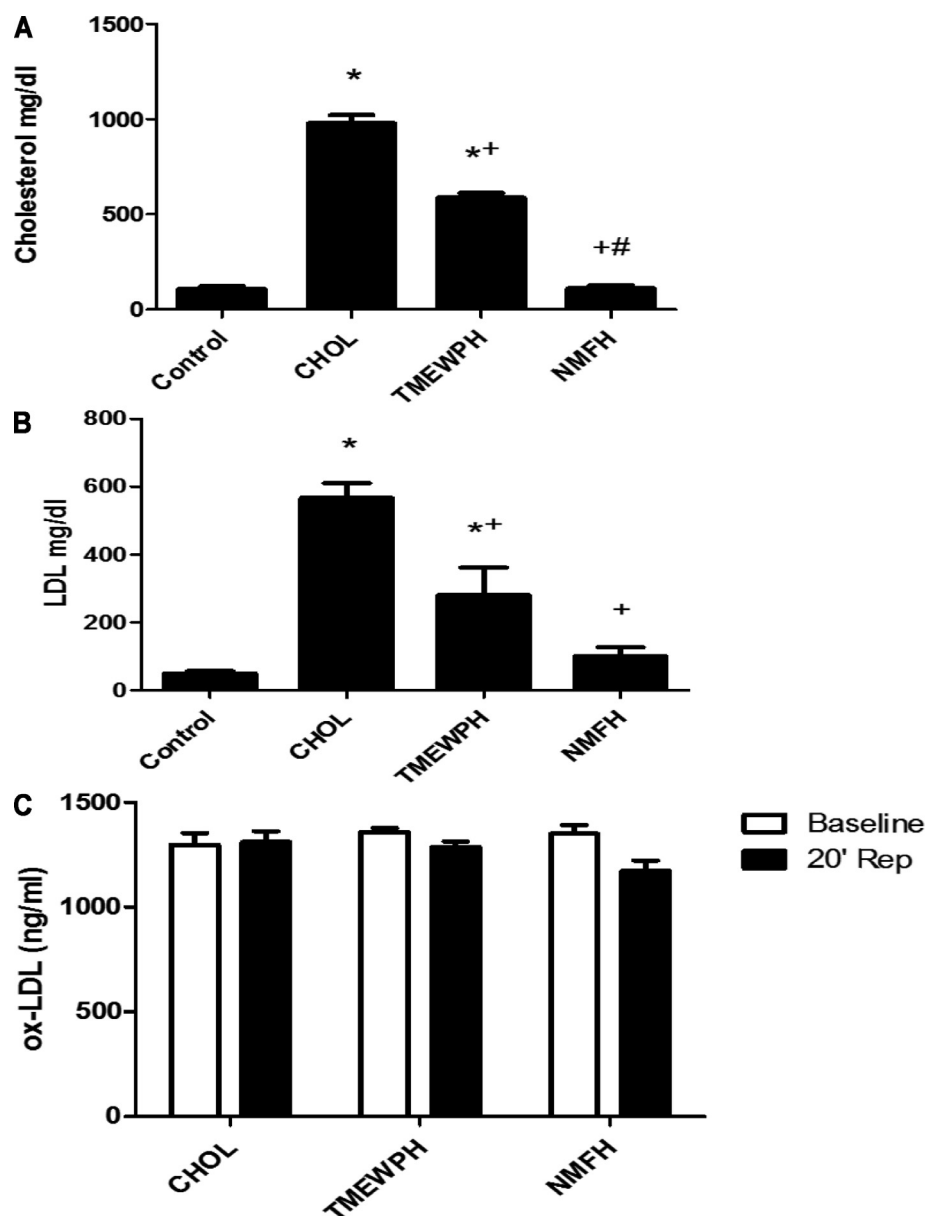 A
Cholesterol mg/dl
1500
1000
500
0
*
*+
+#
Control
CHOL
TMEWPH
NMFH
B
LDL mg/dl
800
600
400
200
0
*
*+
+
Control
CHOL
TMEWPH
NMFH
C
ox-LDL (ng/ml)
1500
1000
500
0
Baseline
20' Rep
CHOL
TMEWPH
NMFH